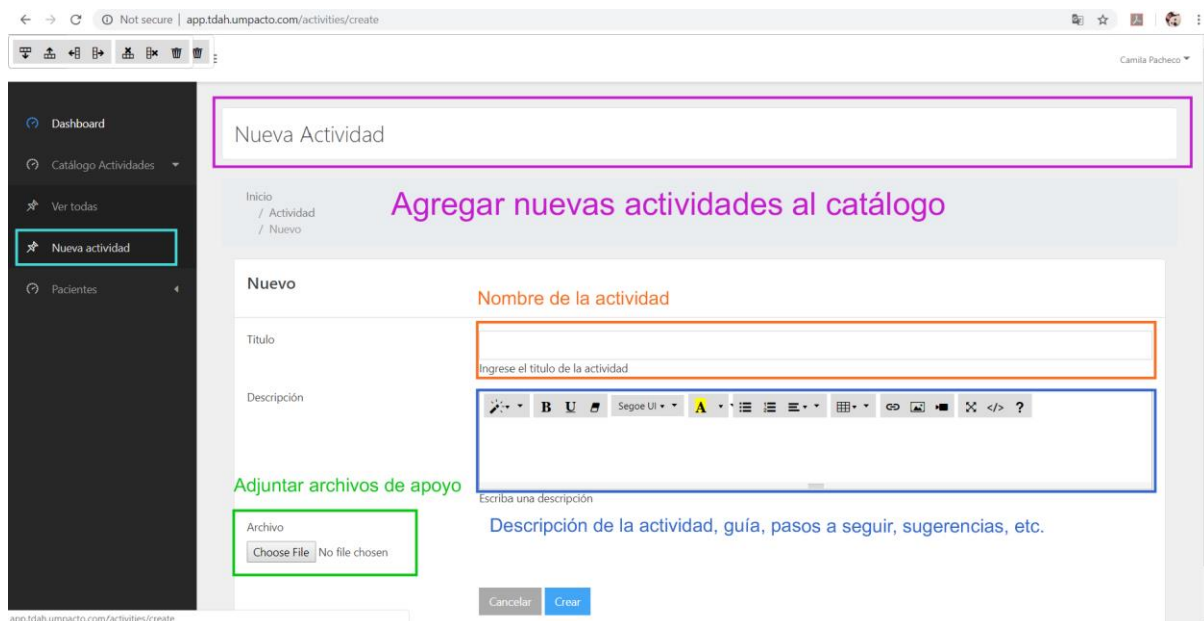 Not secure | app.tdah.umpacto.com/activities/create
Camila Pacheco
Dashboard
Catálogo Actividades
Ver todas
Nueva actividad
Pacientes
Nueva Actividad
Inicio
/ Actividad
/ Nuevo
Agregar nuevas actividades al catálogo
Nuevo
Nombre de la actividad
Titulo
Ingrese el titulo de la actividad
Descripción
B U Segoe UI A </> ?
Adjuntar archivos de apoyo
Escriba una descripción
Descripción de la actividad, guía, pasos a seguir, sugerencias, etc.
Archivo
Choose File No file chosen
Cancelar Crear
app.tdah.umpacto.com/activities/create